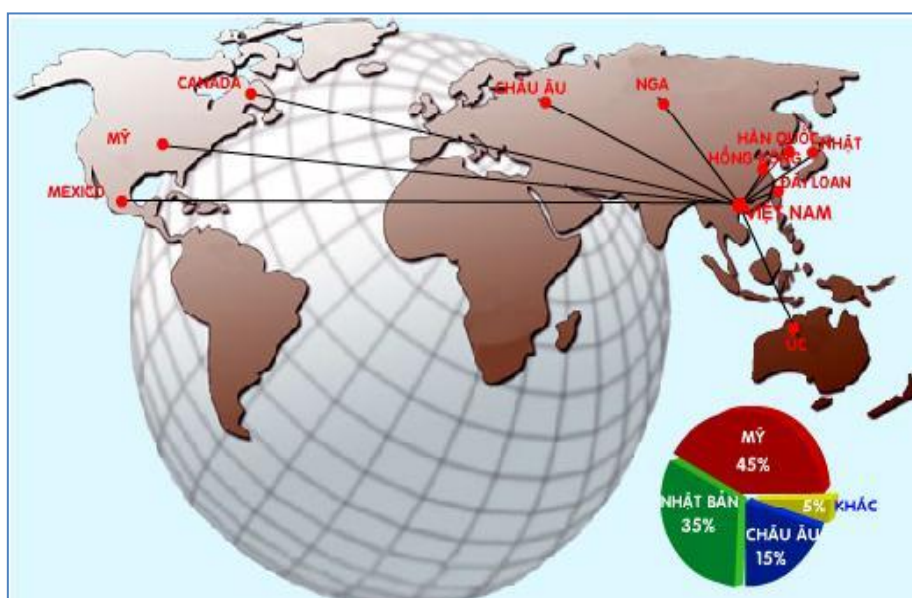 CANADA
CHÂU ÂU
NGA
MỸ
HÀN QUỐC
NHẬT
HỒNG KÔNG
MEXICO
ĐÀI LOAN
VIỆT NAM
ÚC
MỸ
45%
NHẬT BẢN
35%
5%
KHÁC
CHÂU ÂU
15%